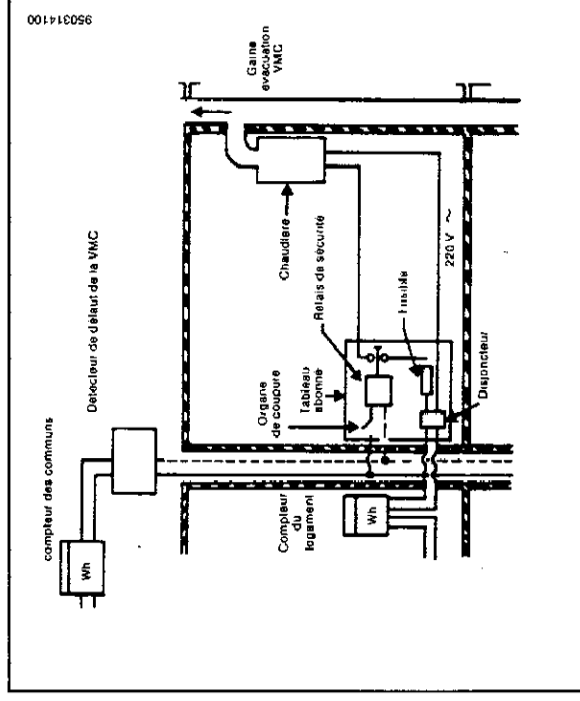 9503141100
compteur des communs
Détecteur de défaut de la VMC
Gaine
évacuation
VMC
Chaudière
Relais de sécurité
Organe
de coupure
Tableau
abonné
Fusible
220 V ~
Disjoncteur
Compteur
du
logement
Wh
Wh